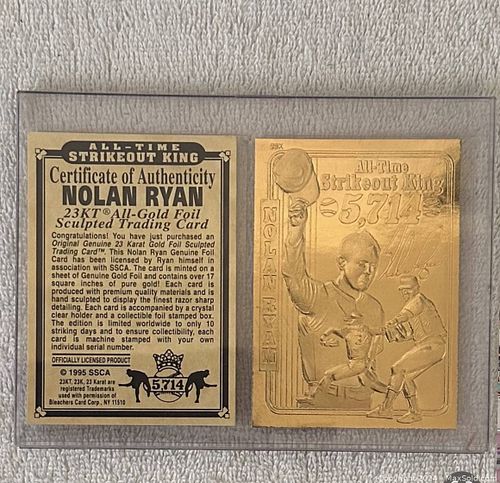 ALL-TIME
STRIKEOUT KING
Certificate of Authenticity
NOLAN RYAN
23KT® All-Gold Foil
Sculpted Trading Card
Congratulations! You have just purchased an
Original Genuine 23 Karat Gold Foil Sculpted
Trading Card™. This Nolan Ryan Genuine Foil
Card has been licensed by Ryan himself in
association with SSCA. The card is minted on a
sheet of Genuine Gold Foil and contains over 17
square inches of pure gold! Each card is
produced with premium quality materials and is
hand sculpted to display the finest razor sharp
detailing. Each card is accompanied by a crystal
clear holder and a collectible foil stamped box.
The edition is limited worldwide to only 10
striking days and to ensure collectibility, each
card is machine stamped with your own
individual serial number.
OFFICIALLY LICENSED PRODUCT
© 1995 SSCA
23KT, 23K, 23 Karat are
registered Trademarks
used with permission of
Bleachers Card Corp., NY 11510
5,714
All-Time
Strikeout King
5,714
NOLAN RYAN